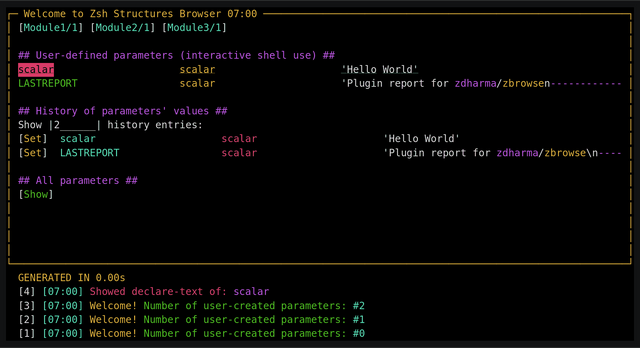 Welcome to Zsh Structures Browser 07:00
[Module1/1] [Module2/1] [Module3/1]
## User-defined parameters (interactive shell use) ##
scalar scalar 'Hello World'
LASTREPORT scalar 'Plugin report for zdharma/zbrowsen------------
## History of parameters' values ##
Show |2______| history entries:
[Set] scalar scalar 'Hello World'
[Set] LASTREPORT scalar 'Plugin report for zdharma/zbrowse\n----
## All parameters ##
[Show]
GENERATED IN 0.00s
[4] [07:00] Showed declare-text of: scalar
[3] [07:00] Welcome! Number of user-created parameters: #2
[2] [07:00] Welcome! Number of user-created parameters: #1
[1] [07:00] Welcome! Number of user-created parameters: #0